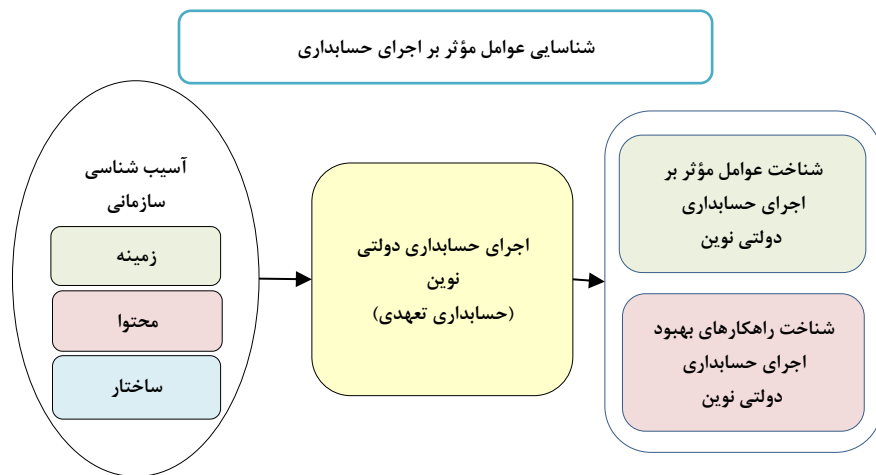 شناسایی عوامل مؤثر بر اجرای حسابداری
آسیب شناسی
سازمانی
زمینه
محتوا
ساختار
اجرای حسابداری دولتی
نوین
(حسابداری تعهدی)
شناخت عوامل مؤثر بر
اجرای حسابداری
دولتی نوین
شناخت راهکارهای بهبود
اجرای حسابداری
دولتی نوین